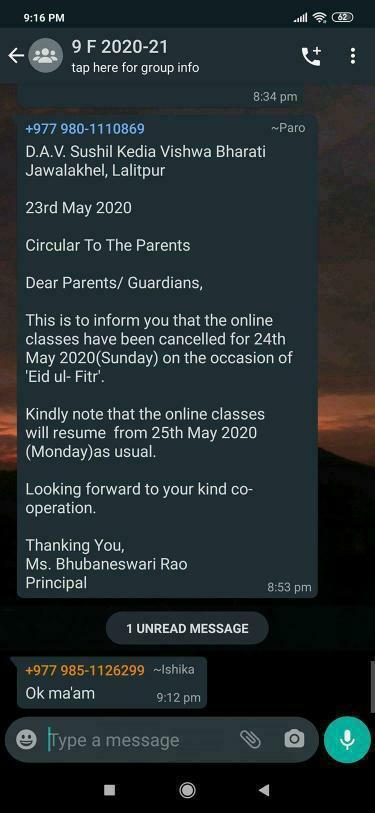 9:16 PM
62
9 F 2020-21
tap here for group info
8:34 pm
+977 980-1110869
~Paro
D.A.V. Sushil Kedia Vishwa Bharati
Jawalakhel, Lalitpur
23rd May 2020
Circular To The Parents
Dear Parents/ Guardians,
This is to inform you that the online
classes have been cancelled for 24th
May 2020(Sunday) on the occasion of
'Eid ul- Fitr'.
Kindly note that the online classes
will resume  from 25th May 2020
(Monday)as usual.
Looking forward to your kind co-
operation.
Thanking You,
Ms. Bhubaneswari Rao
Principal
8:53 pm
1 UNREAD MESSAGE
+977 985-1126299 ~Ishika
Ok ma'am
9:12 pm
Type a message